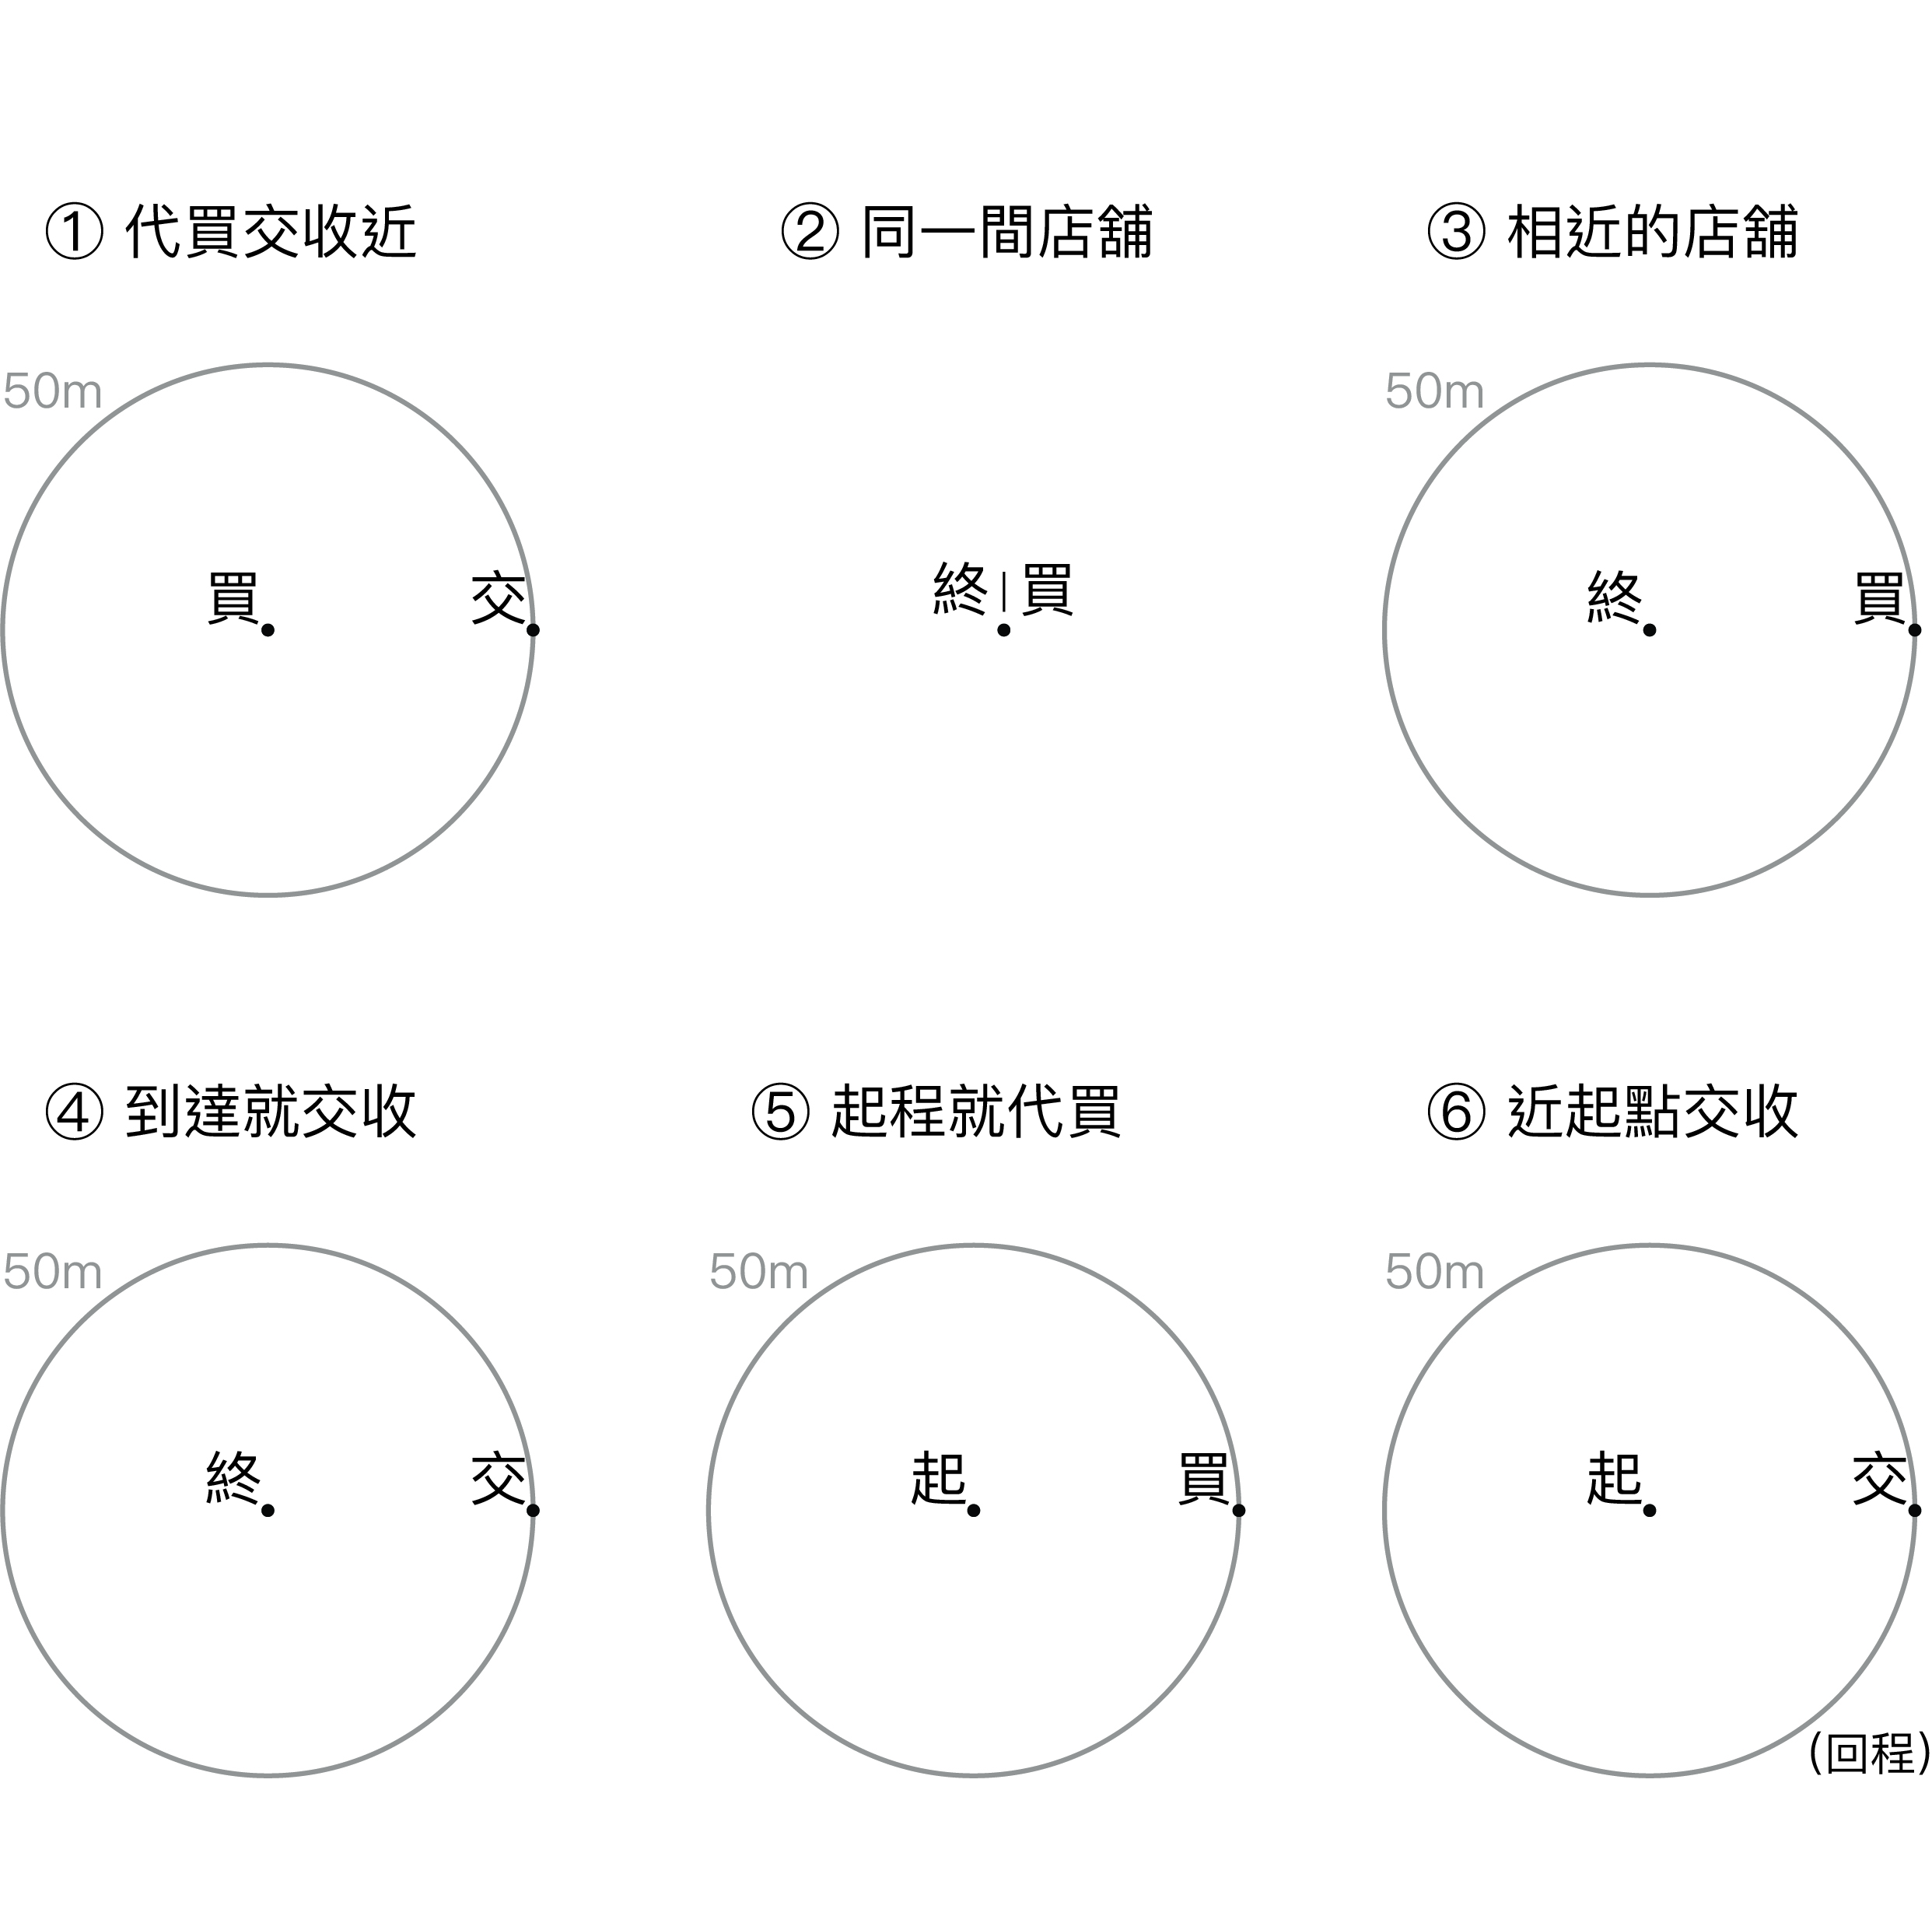 ① 代買交收近
② 同一間店舖
③ 相近的店舖
50m
買
交
終|買
50m
終
買
④ 到達就交收
⑤ 起程就代買
⑥ 近起點交收
50m
終
交
50m
起
買
50m
起
交
(回程)